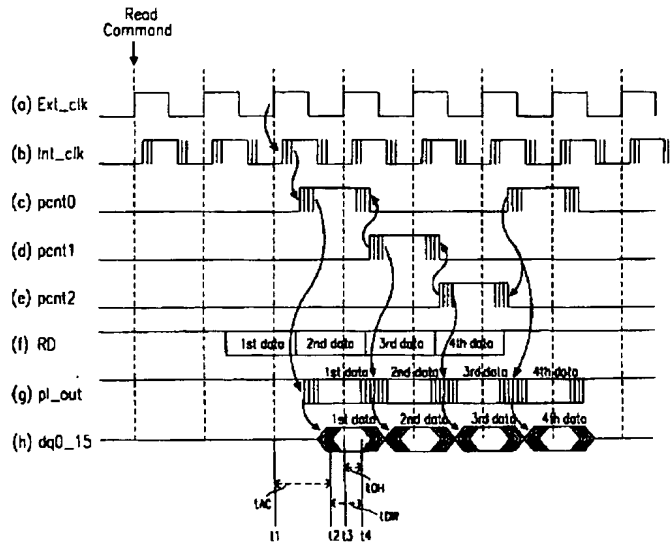 Read
Command
(a) Ext_clk
(b) Int_clk
(c) pcnt0
(d) pcnt1
(e) pcnt2
(f) RD
1st data 2nd data 3rd data 4th data
(g) pl_out
1st data 2nd data 3rd data 4th data
(h) dq0_15
1st data 2nd data 3rd data 4th data
tOH
tAC
tDW
t1 t2 t3 t4